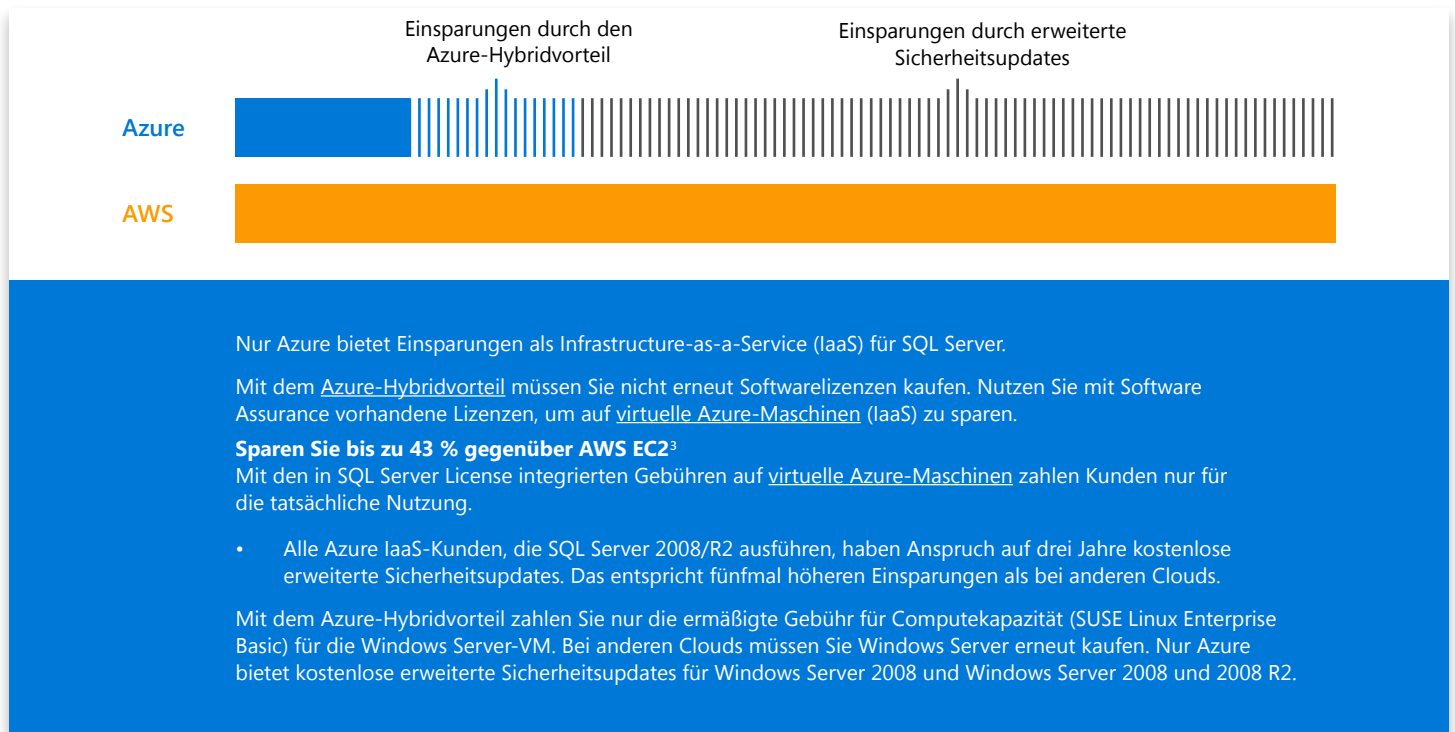 Einsparungen durch den
Azure-Hybridvorteil
Einsparungen durch erweiterte
Sicherheitsupdates
Azure
AWS
Nur Azure bietet Einsparungen als Infrastructure-as-a-Service (IaaS) für SQL Server.
Mit dem Azure-Hybridvorteil müssen Sie nicht erneut Softwarelizenzen kaufen. Nutzen Sie mit Software
Assurance vorhandene Lizenzen, um auf virtuelle Azure-Maschinen (IaaS) zu sparen.
Sparen Sie bis zu 43 % gegenüber AWS EC2³
Mit den in SQL Server License integrierten Gebühren auf virtuelle Azure-Maschinen zahlen Kunden nur für
die tatsächliche Nutzung.
• Alle Azure IaaS-Kunden, die SQL Server 2008/R2 ausführen, haben Anspruch auf drei Jahre kostenlose
erweiterte Sicherheitsupdates. Das entspricht fünfmal höheren Einsparungen als bei anderen Clouds.
Mit dem Azure-Hybridvorteil zahlen Sie nur die ermäßigte Gebühr für Computekapazität (SUSE Linux Enterprise
Basic) für die Windows Server-VM. Bei anderen Clouds müssen Sie Windows Server erneut kaufen. Nur Azure
bietet kostenlose erweiterte Sicherheitsupdates für Windows Server 2008 und Windows Server 2008 und 2008 R2.